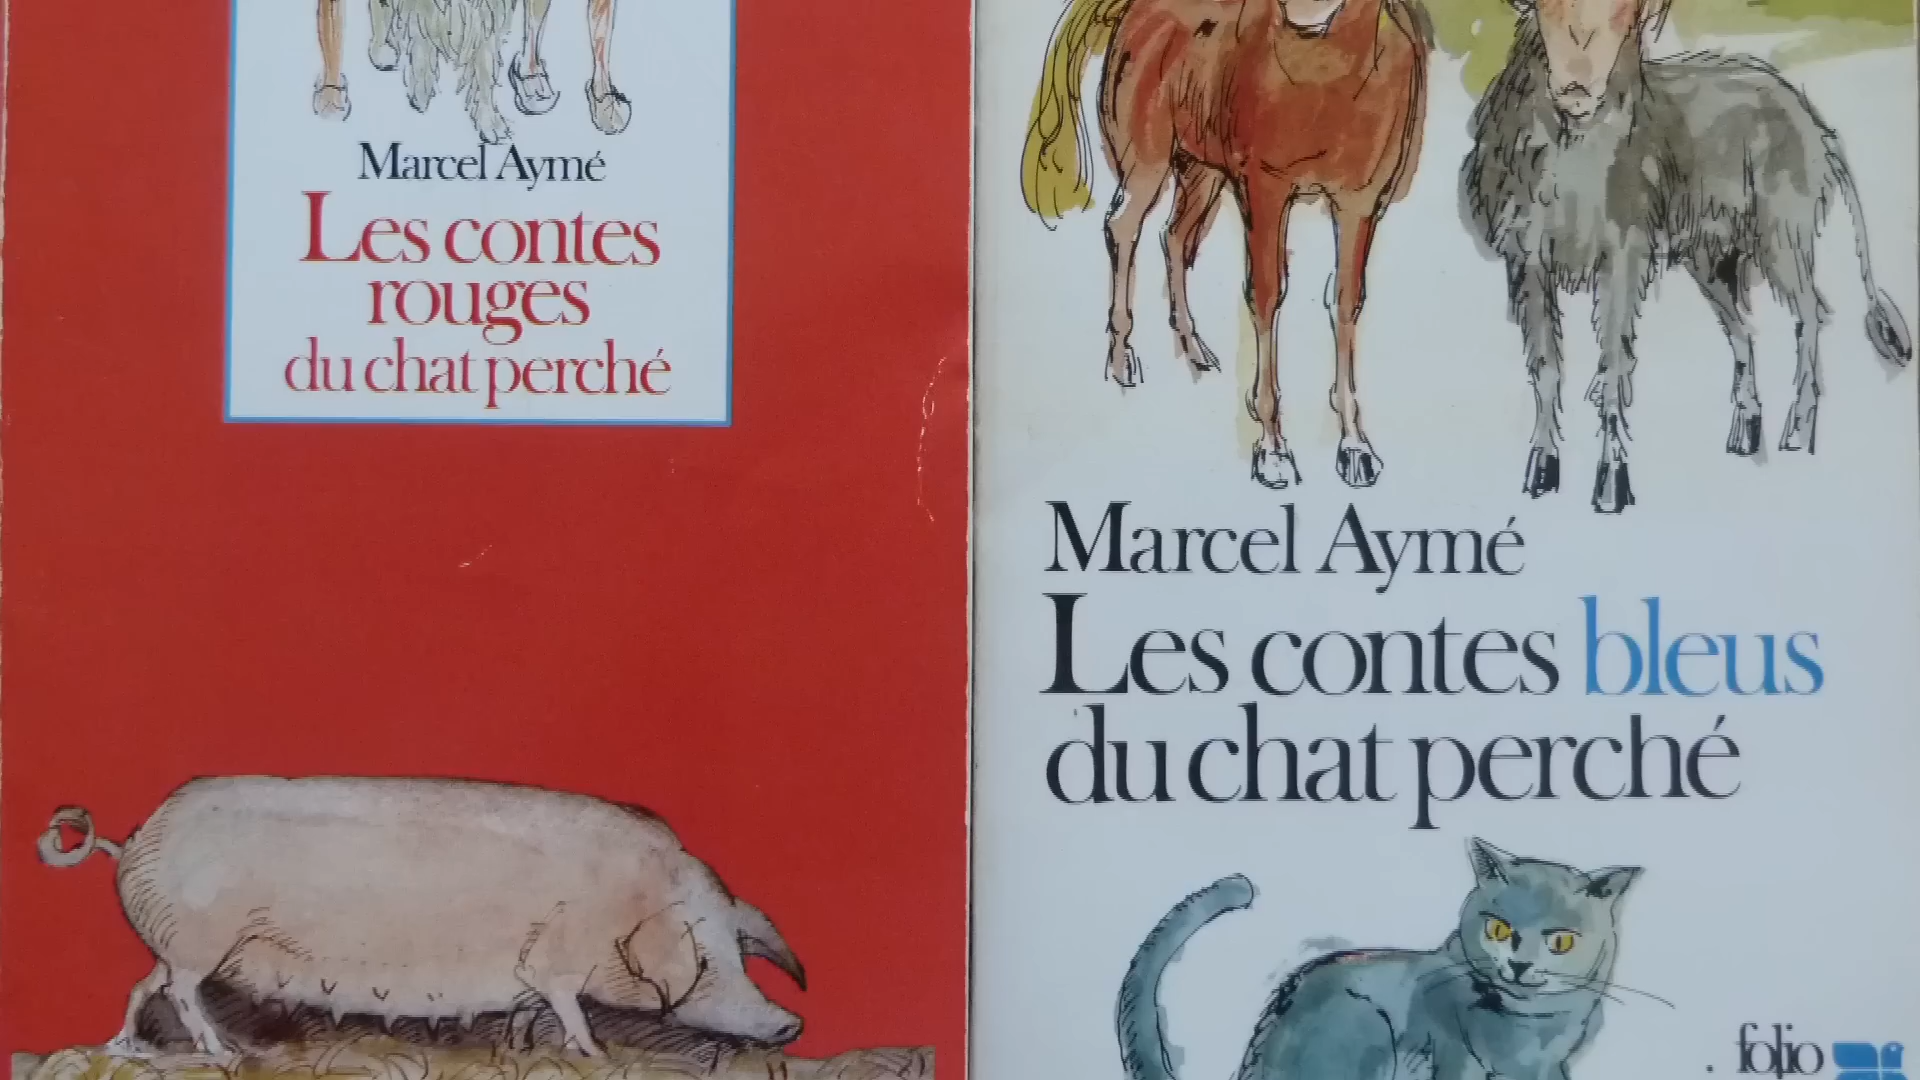 Marcel Aymé
Les contes
rouges
du chat perché
Marcel Aymé
Les contes bleus
du chat perché
folio